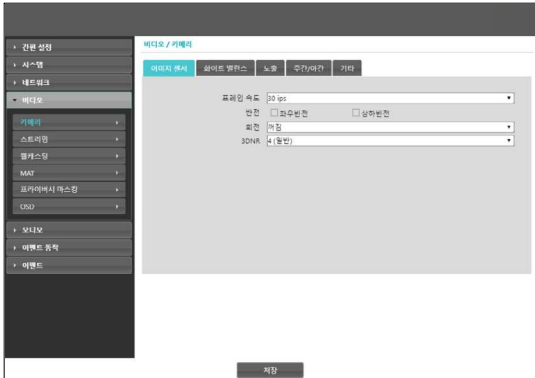 간편 설정
시스템
네트워크
비디오
카메라
스트리밍
웹캐스팅
MAT
프라이버시 마스킹
OSD
오디오
이벤트 동작
이벤트
비디오 / 카메라
이미지 센서 화이트 밸런스 노출 주간/야간 기타
프레임 속도 30 ips
반전 좌우반전 상하반전
회전 꺼짐
3DNR 4 (일반)
저장